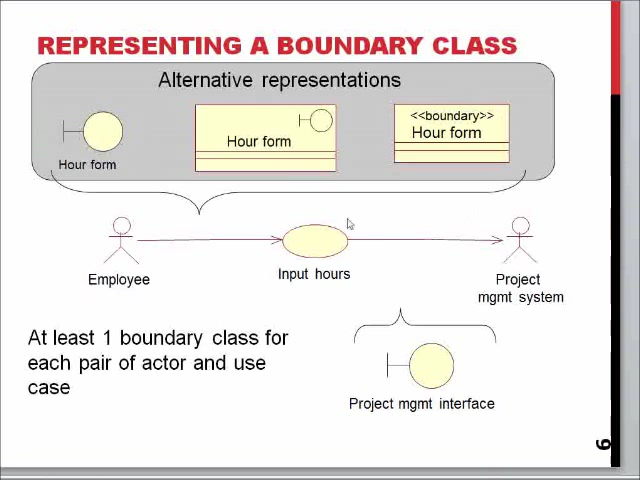 REPRESENTING A BOUNDARY CLASS
Alternative representations
Hour form
Hour form
<<boundary>>
Hour form
Employee
Input hours
Project
mgmt system
At least 1 boundary class for
each pair of actor and use
case
Project mgmt interface
6